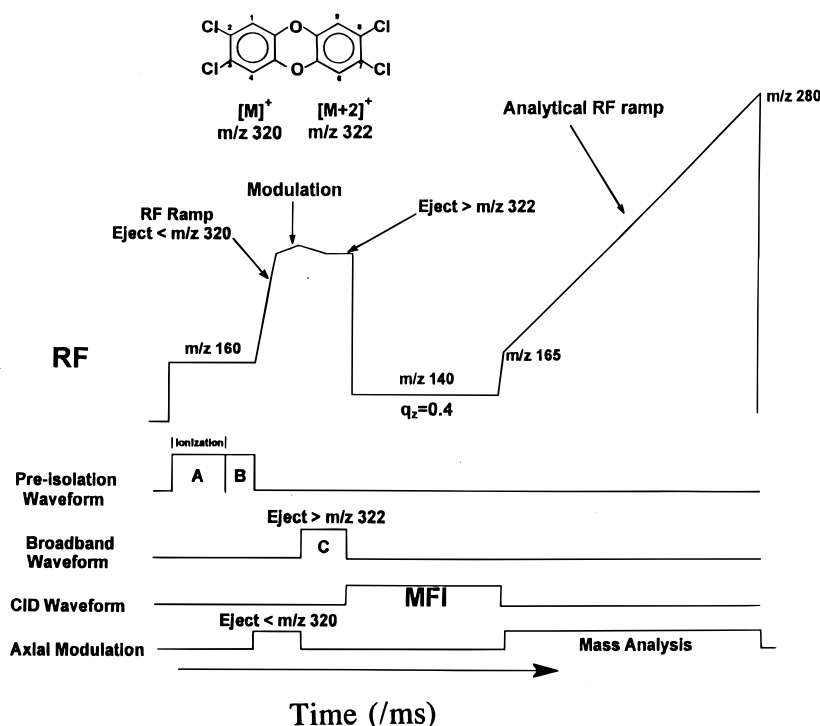 Cl 2 1 O 9 8 Cl
Cl 3 4 O 6 7 Cl
[M]+ [M+2]+
m/z 320 m/z 322
m/z 280
Analytical RF ramp
Modulation
RF Ramp
Eject < m/z 320
Eject > m/z 322
RF
m/z 160
m/z 165
m/z 140
qz=0.4
Ionization
Pre-isolation
Waveform
A B
Eject > m/z 322
Broadband
Waveform
C
CID Waveform
MFI
Eject < m/z 320
Axial Modulation
Mass Analysis
Time (/ms)